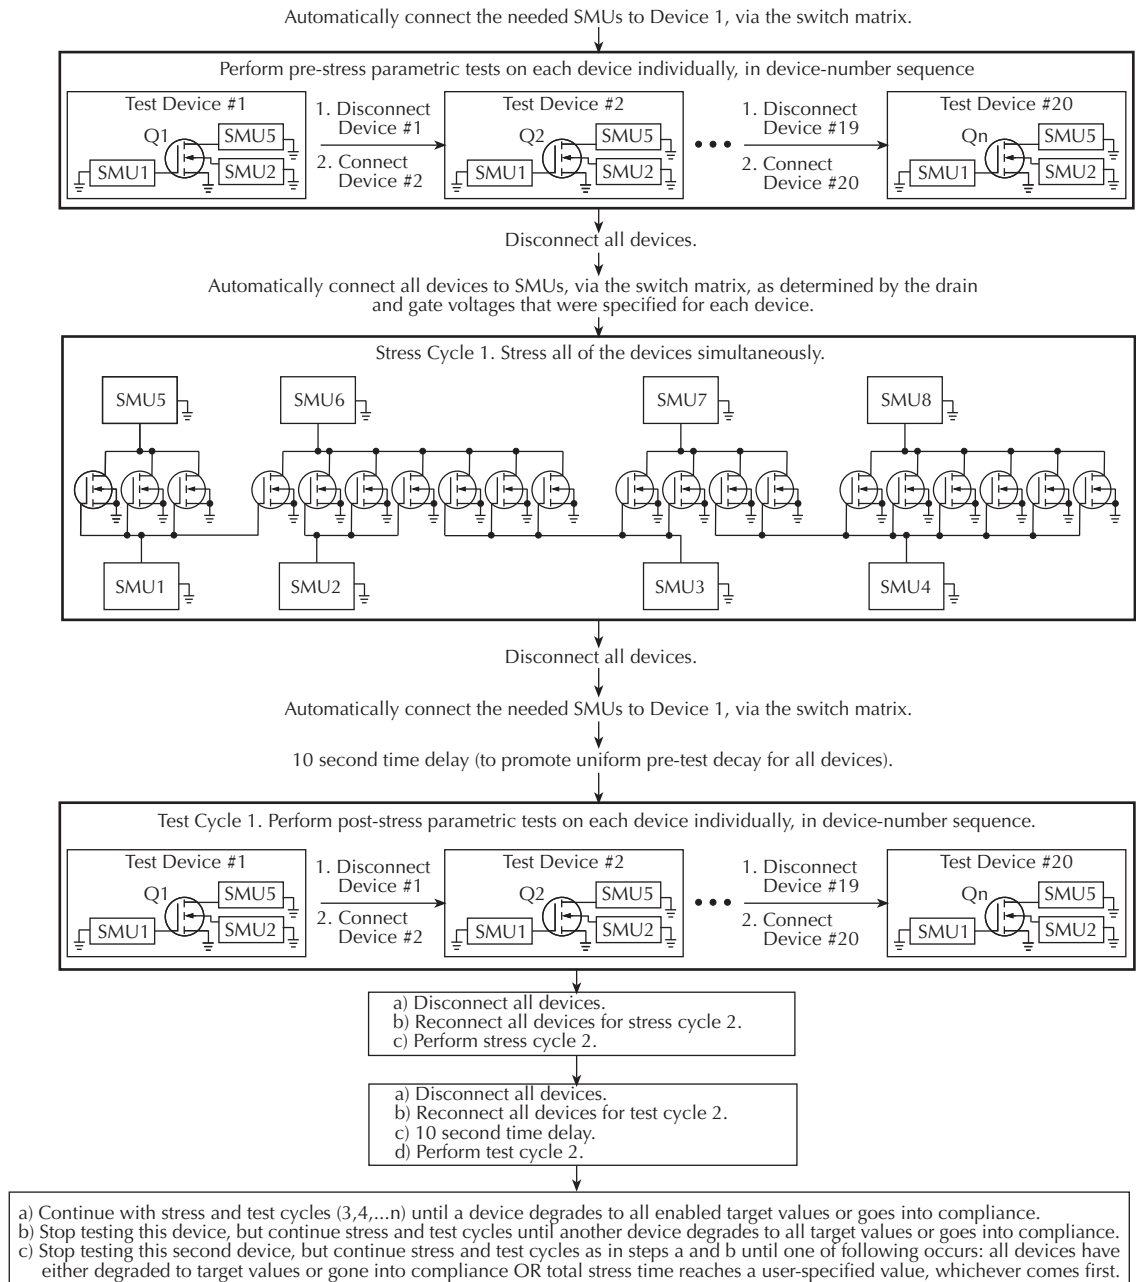 Automatically connect the needed SMUs to Device 1, via the switch matrix.
Perform pre-stress parametric tests on each device individually, in device-number sequence
Test Device #1
Q1
SMU5
SMU1
SMU2
1. Disconnect
Device #1
2. Connect
Device #2
Test Device #2
Q2
SMU5
SMU1
SMU2
• • •
1. Disconnect
Device #19
2. Connect
Device #20
Test Device #20
Qn
SMU5
SMU1
SMU2
Disconnect all devices.
Automatically connect all devices to SMUs, via the switch matrix, as determined by the drain
and gate voltages that were specified for each device.
Stress Cycle 1. Stress all of the devices simultaneously.
SMU5
SMU6
SMU7
SMU8
SMU1
SMU2
SMU3
SMU4
Disconnect all devices.
Automatically connect the needed SMUs to Device 1, via the switch matrix.
10 second time delay (to promote uniform pre-test decay for all devices).
Test Cycle 1. Perform post-stress parametric tests on each device individually, in device-number sequence.
Test Device #1
Q1
SMU5
SMU1
SMU2
1. Disconnect
Device #1
2. Connect
Device #2
Test Device #2
Q2
SMU5
SMU1
SMU2
• • •
1. Disconnect
Device #19
2. Connect
Device #20
Test Device #20
Qn
SMU5
SMU1
SMU2
a) Disconnect all devices.
b) Reconnect all devices for stress cycle 2.
c) Perform stress cycle 2.
a) Disconnect all devices.
b) Reconnect all devices for test cycle 2.
c) 10 second time delay.
d) Perform test cycle 2.
a) Continue with stress and test cycles (3,4,...n) until a device degrades to all enabled target values or goes into compliance.
b) Stop testing this device, but continue stress and test cycles until another device degrades to all target values or goes into compliance.
c) Stop testing this second device, but continue stress and test cycles as in steps a and b until one of following occurs: all devices have
either degraded to target values or gone into compliance OR total stress time reaches a user-specified value, whichever comes first.